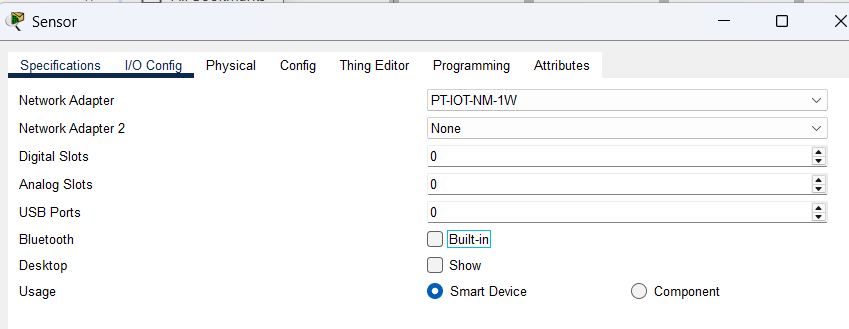 Sensor
Specifications I/O Config Physical Config Thing Editor Programming Attributes
Network Adapter PT-IOT-NM-1W
Network Adapter 2 None
Digital Slots 0
Analog Slots 0
USB Ports 0
Bluetooth Built-in
Desktop Show
Usage Smart Device Component